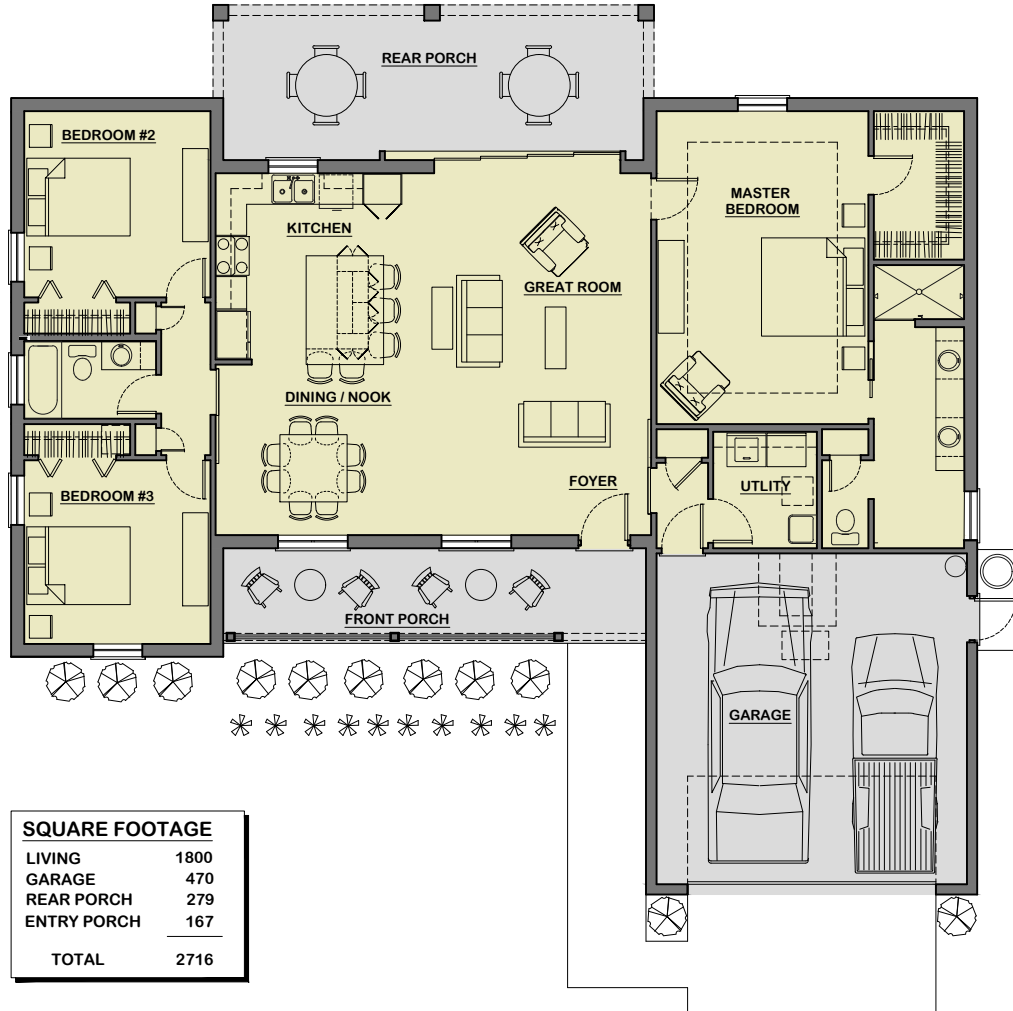 REAR PORCH
BEDROOM #2
KITCHEN
MASTER
BEDROOM
GREAT ROOM
DINING / NOOK
BEDROOM #3
FOYER
UTLITY
FRONT PORCH
GARAGE
SQUARE FOOTAGE
LIVING 1800
GARAGE 470
REAR PORCH 279
ENTRY PORCH 167
TOTAL 2716